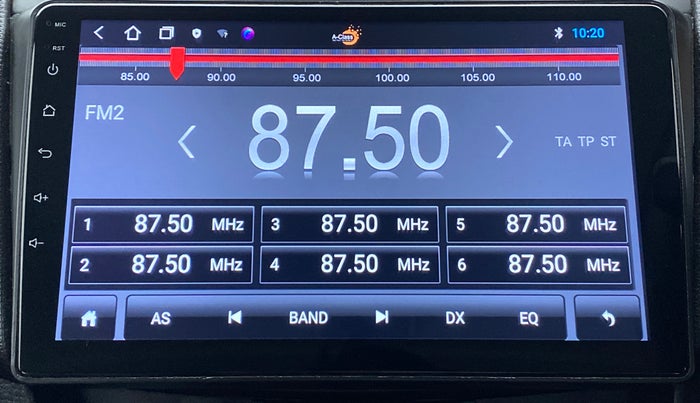 MIC
RST
A-Class
10:20
85.00 90.00 95.00 100.00 105.00 110.00
FM2
87.50
TA TP ST
1 87.50 MHz 3 87.50 MHz 5 87.50 MHz
2 87.50 MHz 4 87.50 MHz 6 87.50 MHz
AS BAND DX EQ